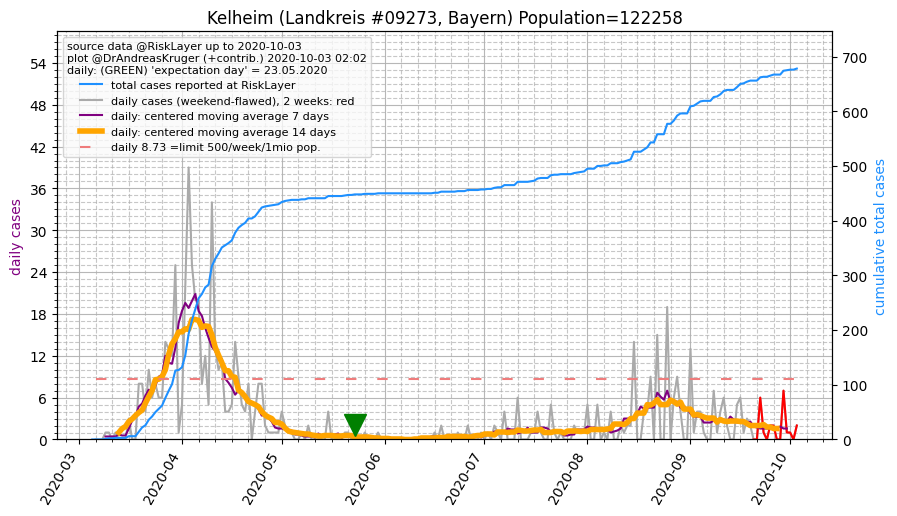 Kelheim (Landkreis #09273, Bayern) Population=122258
source data @RiskLayer up to 2020-10-03
plot @DrAndreasKruger (+contrib.) 2020-10-03 02:02
daily: (GREEN) 'expectation day' = 23.05.2020
total cases reported at RiskLayer
daily cases (weekend-flawed), 2 weeks: red
daily: centered moving average 7 days
daily: centered moving average 14 days
daily 8.73 =limit 500/week/1mio pop.
daily cases
54
48
42
36
30
24
18
12
6
0
700
600
500
400
300
200
100
0
cumulative total cases
2020-03
2020-04
2020-05
2020-06
2020-07
2020-08
2020-09
2020-10